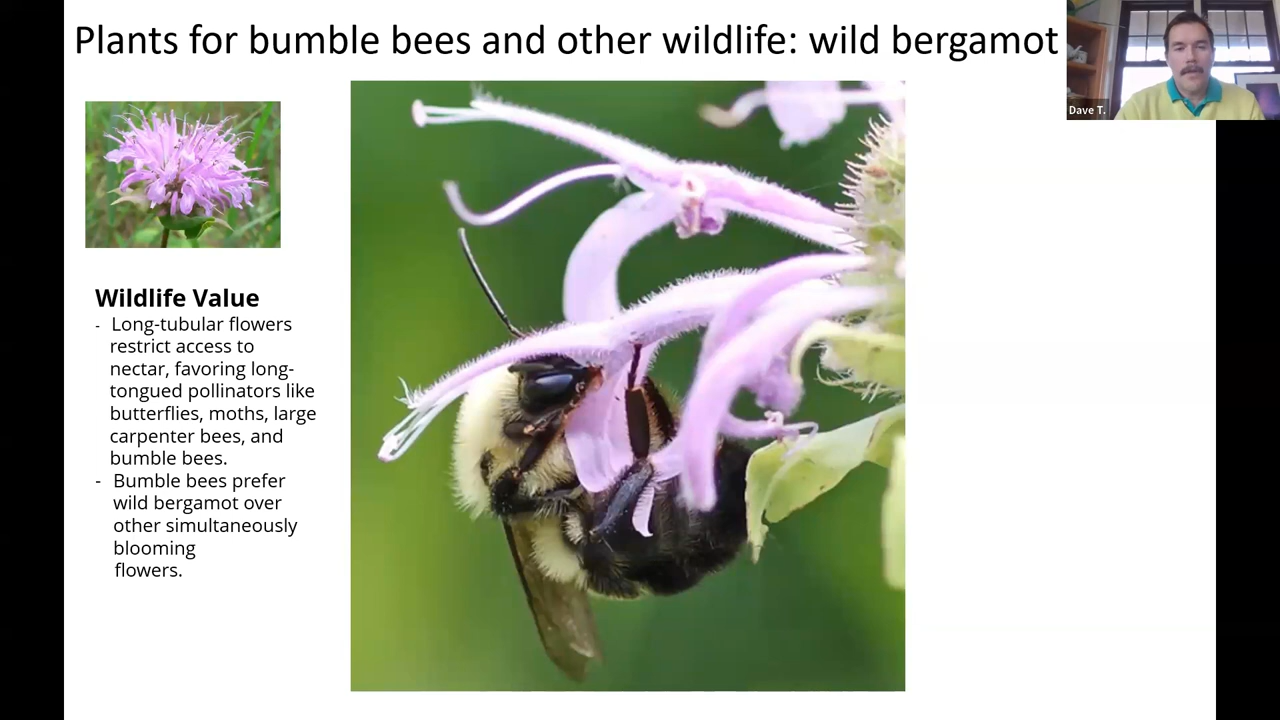 Plants for bumble bees and other wildlife: wild bergamot
Dave T.
Wildlife Value
- Long-tubular flowers
restrict access to
nectar, favoring long-
tongued pollinators like
butterflies, moths, large
carpenter bees, and
bumble bees.
- Bumble bees prefer
wild bergamot over
other simultaneously
blooming
flowers.